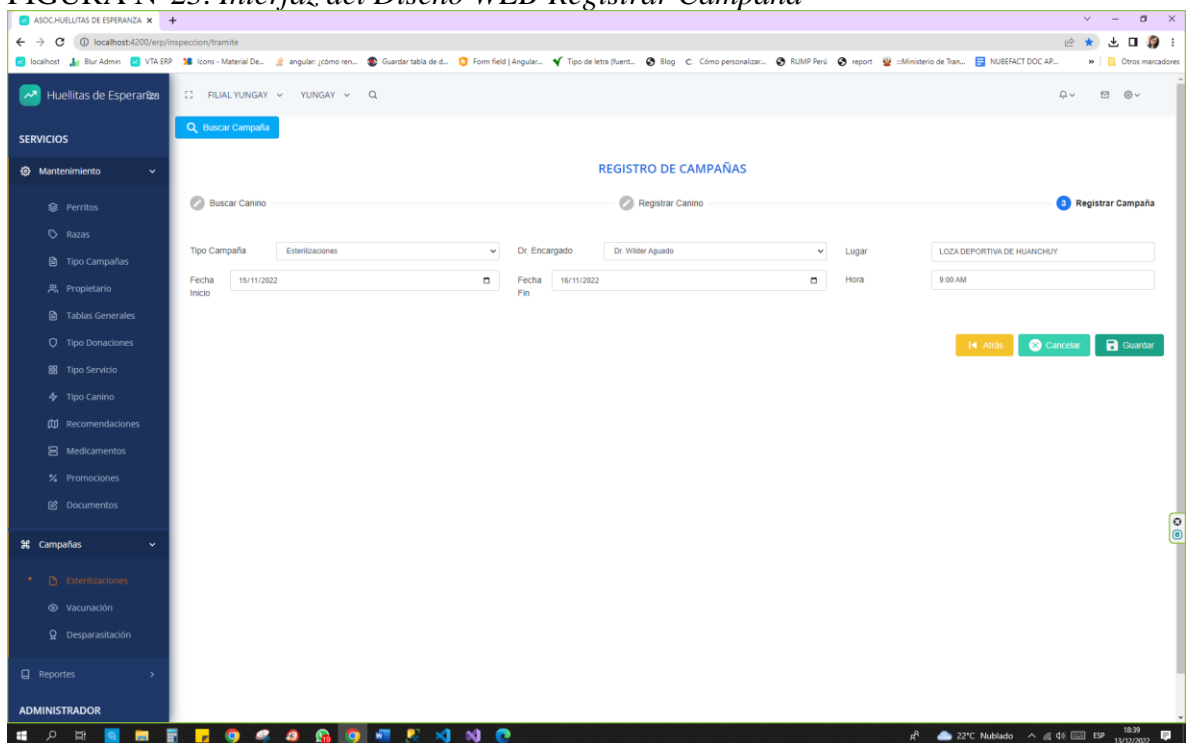 FIGURA N°23: Interfaz del Diseño WEB Registrar Campaña
ASOC.HUELLITAS DE ESPERANZA
localhost:4200/erp/inspeccion/tramite
localhost Blur Admin VTA ERP Icons - Material De... angular: ¿cómo ren... Guardar tabla de d... Form field | Angular... Tipo de letra (fuent... Blog Cómo personalizar... RUMP Perú report ::Ministerio de Tran... NUBEFACT DOC AP... » Otros marcadores
Huellitas de Esperanza
FILIAL YUNGAY YUNGAY
Buscar Campaña
SERVICIOS
Mantenimiento
Perritos
Razas
Tipo Campañas
Propietario
Tablas Generales
Tipo Donaciones
Tipo Servicio
Tipo Canino
Recomendaciones
Medicamentos
Promociones
Documentos
Campañas
Esterilizaciones
Vacunación
Desparasitación
Reportes
ADMINISTRADOR
REGISTRO DE CAMPAÑAS
Buscar Canino Registrar Canino 3 Registrar Campaña
Tipo Campaña Esterilizaciones Dr. Encargado Dr. Wilder Aguado Lugar LOZA DEPORTIVA DE HUANCHUY
Fecha Inicio 15/11/2022 Fecha Fin 16/11/2022 Hora 9:00 AM
Atrás Cancelar Guardar
22°C Nublado ESP 18:39
13/12/2022